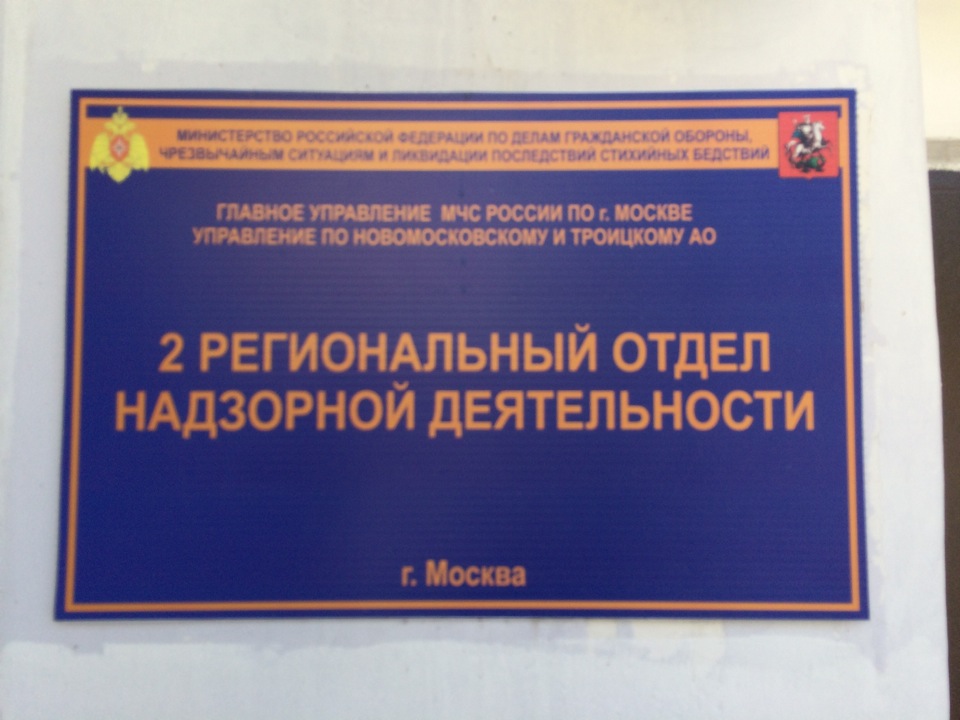 МИНИСТЕРСТВО РОССИЙСКОЙ ФЕДЕРАЦИИ ПО ДЕЛАМ ГРАЖДАНСКОЙ ОБОРОНЫ,
ЧРЕЗВЫЧАЙНЫМ СИТУАЦИЯМ И ЛИКВИДАЦИИ ПОСЛЕДСТВИЙ СТИХИЙНЫХ БЕДСТВИЙ
ГЛАВНОЕ УПРАВЛЕНИЕ МЧС РОССИИ ПО г. МОСКВЕ
УПРАВЛЕНИЕ ПО НОВОМОСКОВСКОМУ И ТРОИЦКОМУ АО
2 РЕГИОНАЛЬНЫЙ ОТДЕЛ
НАДЗОРНОЙ ДЕЯТЕЛЬНОСТИ
г. Москва